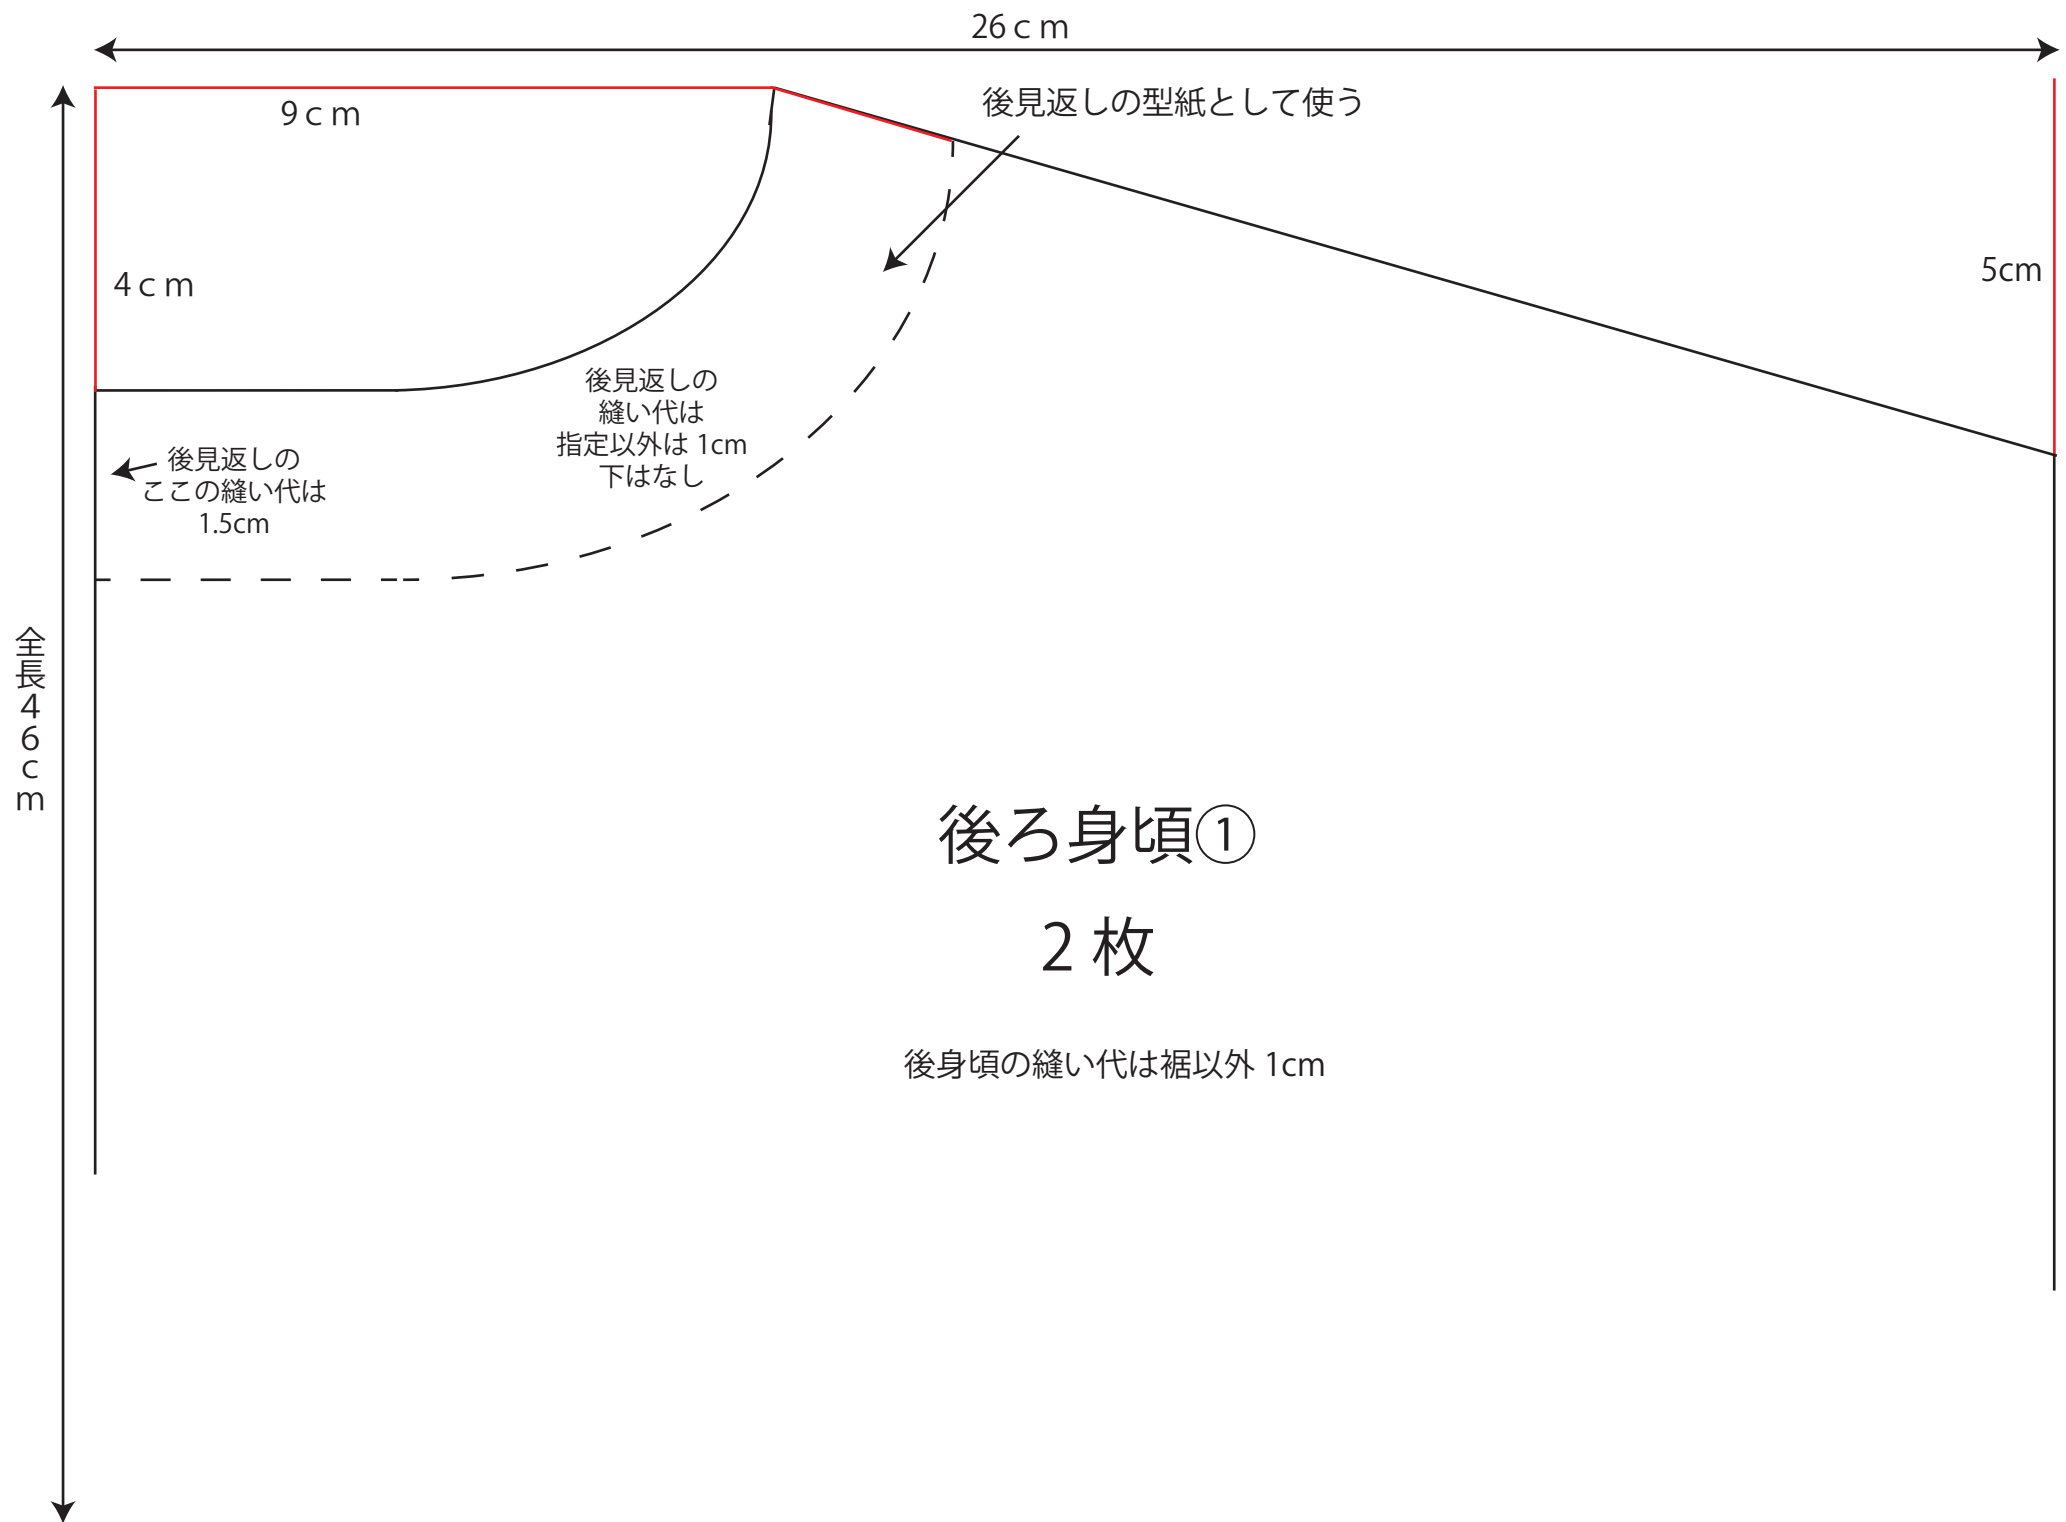 26ｃｍ
9ｃｍ
後見返しの型紙として使う
4ｃｍ
5cm
後見返しの
縫い代は
指定以外は 1cm
下はなし
後見返しの
ここの縫い代は
1.5cm
全長４６ｃｍ
後ろ身頃①
2 枚
後身頃の縫い代は裾以外 1cm